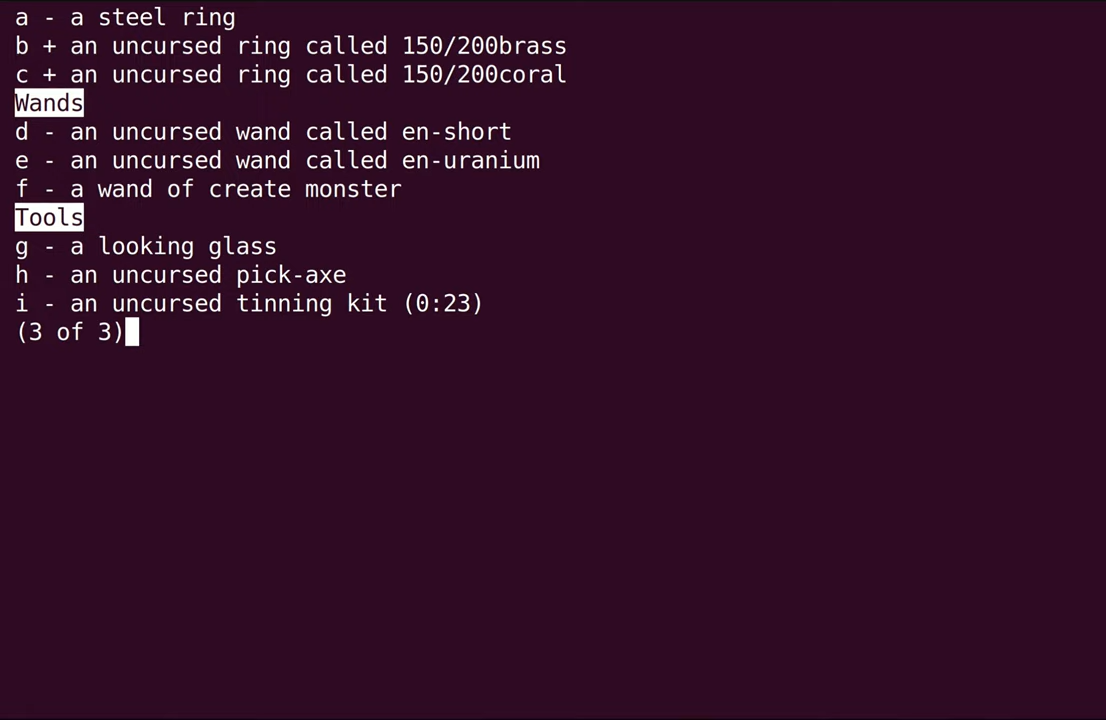 a - a steel ring
b + an uncursed ring called 150/200brass
c + an uncursed ring called 150/200coral
Wands
d - an uncursed wand called en-short
e - an uncursed wand called en-uranium
f - a wand of create monster
Tools
g - a looking glass
h - an uncursed pick-axe
i - an uncursed tinning kit (0:23)
(3 of 3)